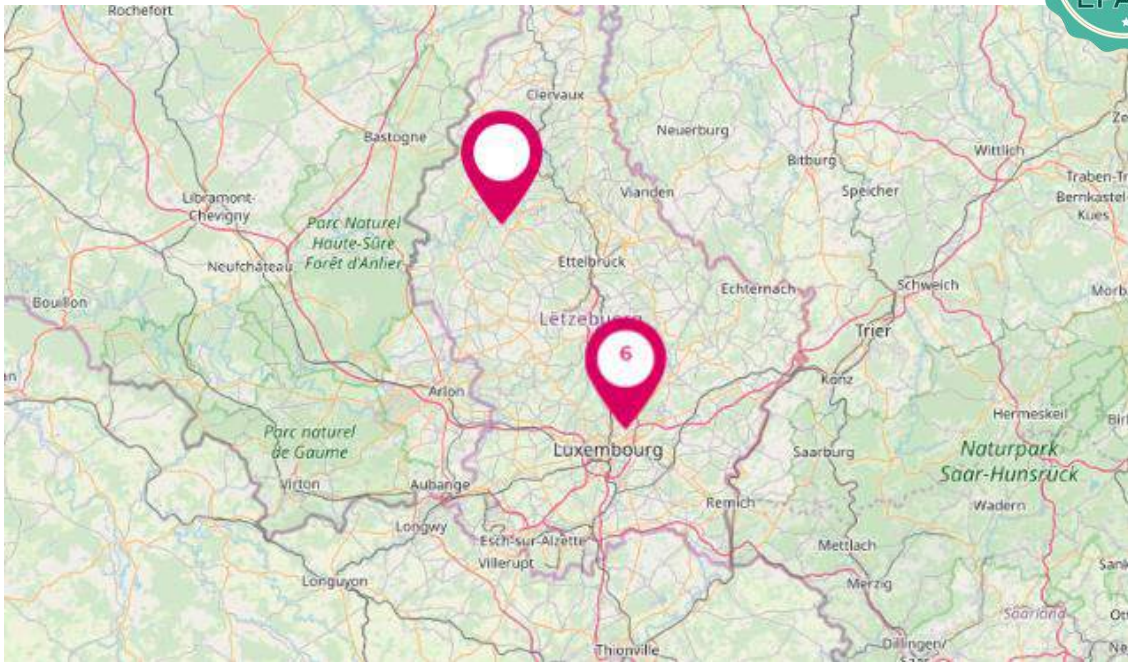 Rochefort
Clervaux
Bastogne
Neuerburg
Wittlich
Bitburg
Vianden
Speicher
Traben-Tr
Bernkastel-
Kues
Libramont-
Chevigny
Parc Naturel
Haute-Sûre
Forêt d'Anlier
Neufchâteau
Ettelbruck
Echternach
Schweich
Morb
Bouillon
Lëtzebuerg
Trier
6
Konz
Arlon
Hermeskeil
Parc naturel
de Gaume
Luxembourg
Saarburg
Naturpark
Saar-Hunsrück
Virton
Aubange
Remich
Wadern
Longwy
Esch-sur-Alzette
Villerupt
Mettlach
Longuyon
Merzig
Saarland
Thionville
Dillingen/